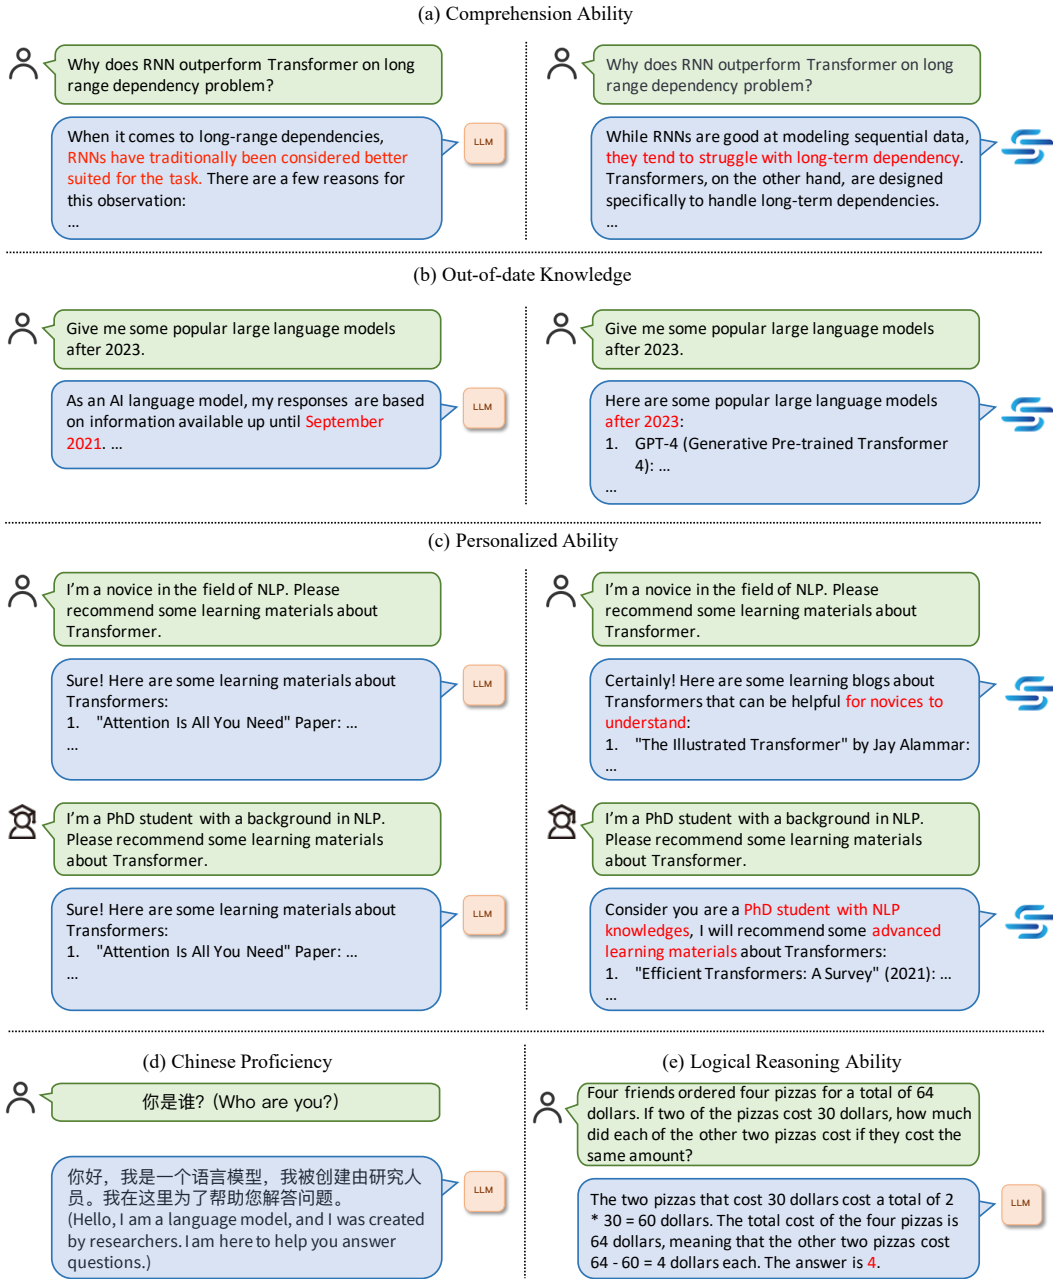 (a) Comprehension Ability
Why does RNN outperform Transformer on long
range dependency problem?
When it comes to long-range dependencies,
RNNs have traditionally been considered better
suited for the task. There are a few reasons for
this observation:
...
LLM
Why does RNN outperform Transformer on long
range dependency problem?
While RNNs are good at modeling sequential data,
they tend to struggle with long-term dependency.
Transformers, on the other hand, are designed
specifically to handle long-term dependencies.
...
(b) Out-of-date Knowledge
Give me some popular large language models
after 2023.
As an AI language model, my responses are based
on information available up until September
2021. ...
LLM
Give me some popular large language models
after 2023.
Here are some popular large language models
after 2023:
1. GPT-4 (Generative Pre-trained Transformer
4): ...
...
(c) Personalized Ability
I'm a novice in the field of NLP. Please
recommend some learning materials about
Transformer.
Sure! Here are some learning materials about
Transformers:
1. "Attention Is All You Need" Paper: ...
...
LLM
I'm a novice in the field of NLP. Please
recommend some learning materials about
Transformer.
Certainly! Here are some learning blogs about
Transformers that can be helpful for novices to
understand:
1. "The Illustrated Transformer" by Jay Alammar:
...
I'm a PhD student with a background in NLP.
Please recommend some learning materials
about Transformer.
Sure! Here are some learning materials about
Transformers:
1. "Attention Is All You Need" Paper: ...
...
LLM
I'm a PhD student with a background in NLP.
Please recommend some learning materials
about Transformer.
Consider you are a PhD student with NLP
knowledges, I will recommend some advanced
learning materials about Transformers:
1. "Efficient Transformers: A Survey" (2021): ...
...
(d) Chinese Proficiency
你是谁? (Who are you?)
你好，我是一个语言模型，我被创建由研究人
员。我在这里为了帮助您解答问题。
(Hello, I am a language model, and I was created
by researchers. I am here to help you answer
questions.)
LLM
(e) Logical Reasoning Ability
Four friends ordered four pizzas for a total of 64
dollars. If two of the pizzas cost 30 dollars, how much
did each of the other two pizzas cost if they cost the
same amount?
The two pizzas that cost 30 dollars cost a total of 2
* 30 = 60 dollars. The total cost of the four pizzas is
64 dollars, meaning that the other two pizzas cost
64 - 60 = 4 dollars each. The answer is 4.
LLM